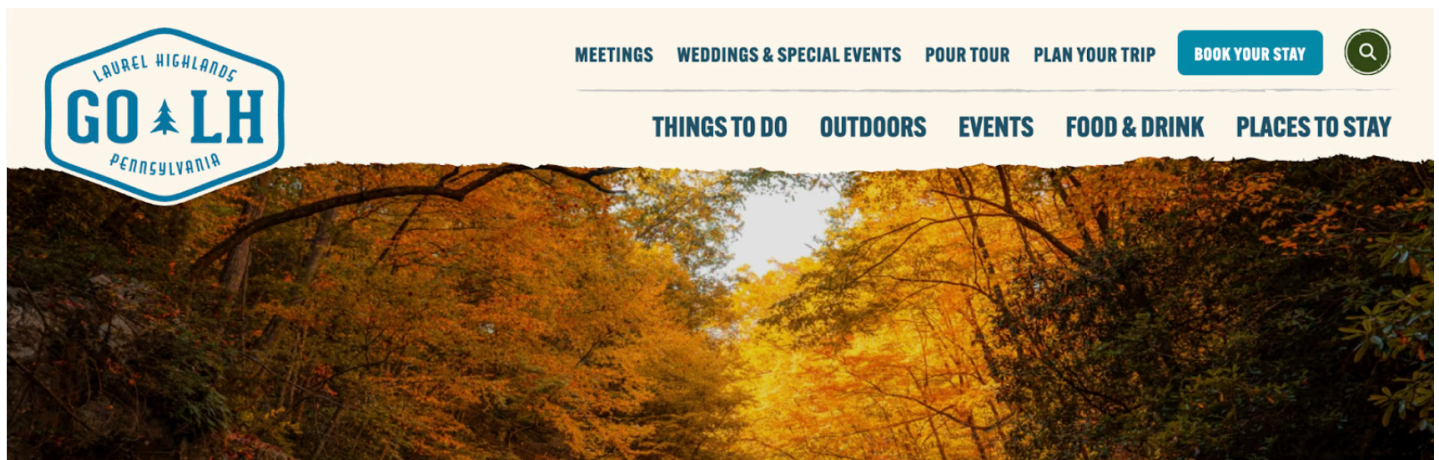 LAUREL HIGHLANDS
GO LH
PENNSYLVANIA
MEETINGS WEDDINGS & SPECIAL EVENTS POUR TOUR PLAN YOUR TRIP BOOK YOUR STAY
THINGS TO DO OUTDOORS EVENTS FOOD & DRINK PLACES TO STAY